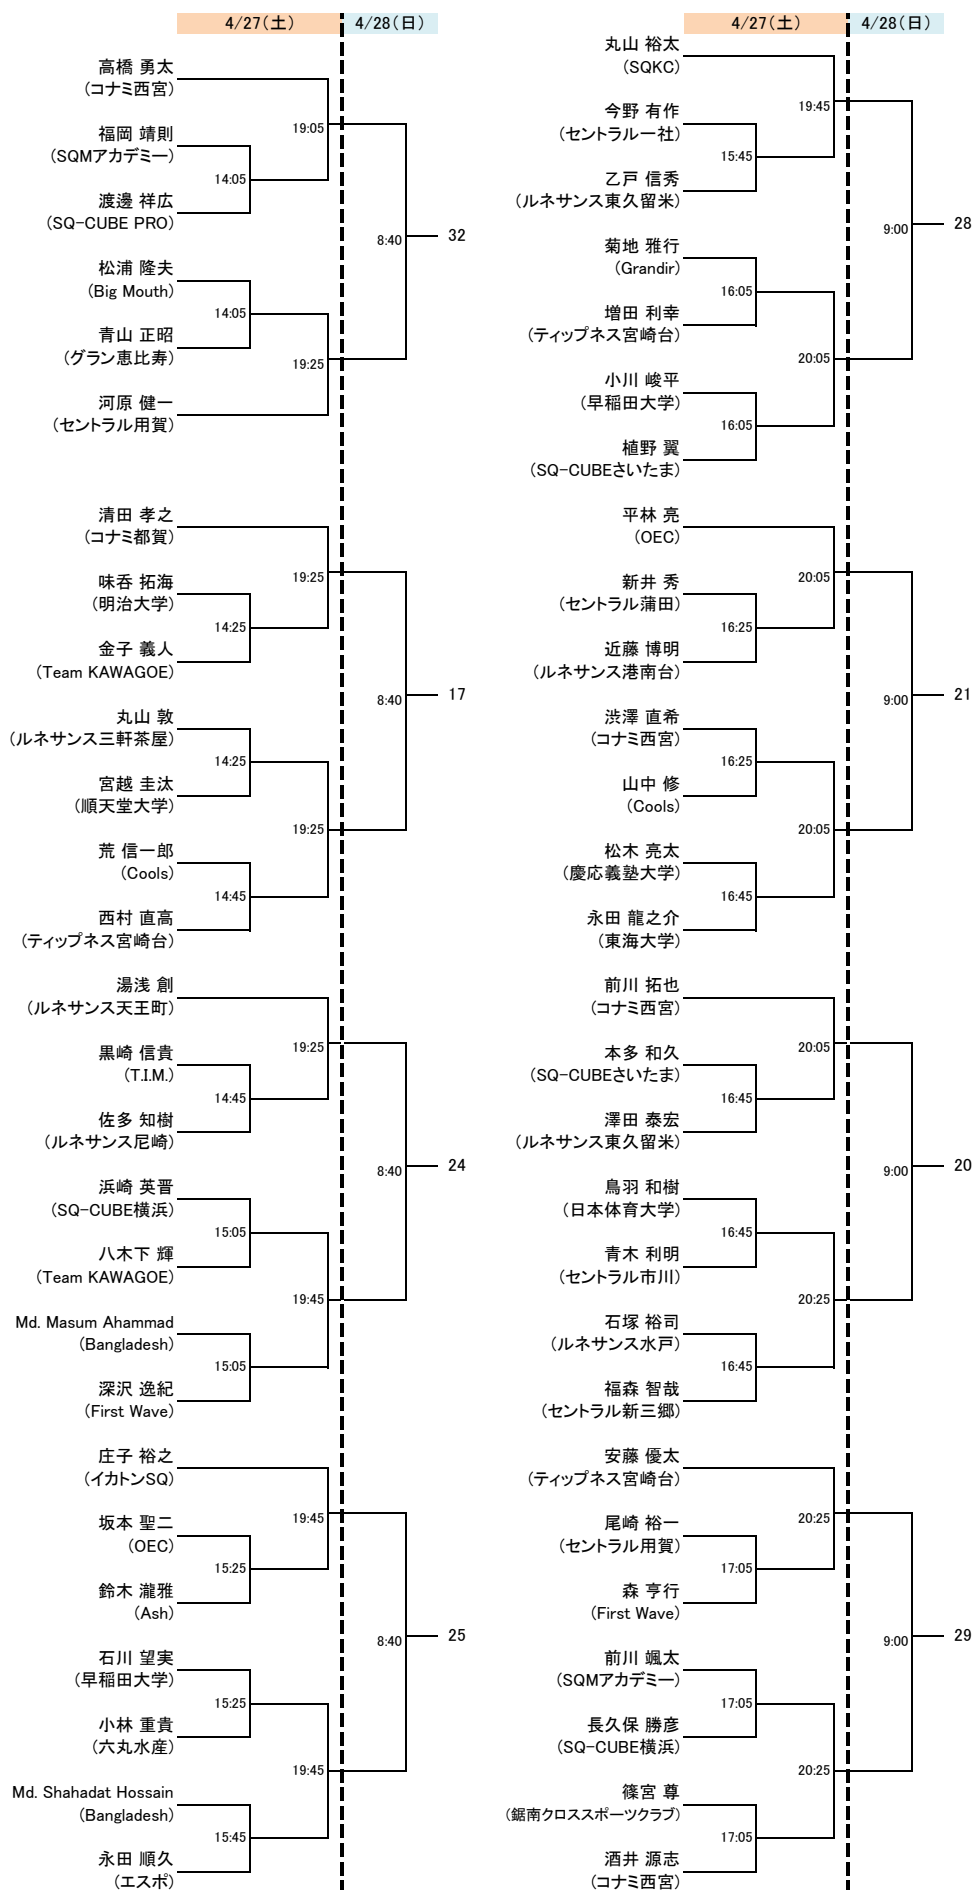 4/27(土)
4/28(日)
高橋 勇太
(コナミ西宮)
19:05
福岡 靖則
(SQMアカデミー)
14:05
渡邊 祥広
(SQ-CUBE PRO)
8:40
32
松浦 隆夫
(Big Mouth)
14:05
青山 正昭
(グラン恵比寿)
19:25
河原 健一
(セントラル用賀)
清田 孝之
(コナミ都賀)
19:25
味呑 拓海
(明治大学)
14:25
金子 義人
(Team KAWAGOE)
8:40
17
丸山 敦
(ルネサンス三軒茶屋)
14:25
宮越 圭汰
(順天堂大学)
19:25
荒 信一郎
(Cools)
14:45
西村 直高
(ティップネス宮崎台)
湯浅 創
(ルネサンス天王町)
19:25
黒崎 信貴
(T.I.M.)
14:45
佐多 知樹
(ルネサンス尼崎)
8:40
24
浜崎 英晋
(SQ-CUBE横浜)
15:05
八木下 輝
(Team KAWAGOE)
19:45
Md. Masum Ahammad
(Bangladesh)
15:05
深沢 逸紀
(First Wave)
庄子 裕之
(イカトンSQ)
19:45
坂本 聖二
(OEC)
15:25
鈴木 瀧雅
(Ash)
8:40
25
石川 望実
(早稲田大学)
15:25
小林 重貴
(六丸水産)
19:45
Md. Shahadat Hossain
(Bangladesh)
15:45
永田 順久
(エスポ)
4/27(土)
4/28(日)
丸山 裕太
(SQKC)
19:45
今野 有作
(セントラル一社)
15:45
乙戸 信秀
(ルネサンス東久留米)
9:00
28
菊地 雅行
(Grandir)
16:05
増田 利幸
(ティップネス宮崎台)
20:05
小川 峻平
(早稲田大学)
16:05
植野 翼
(SQ-CUBEさいたま)
平林 亮
(OEC)
20:05
新井 秀
(セントラル蒲田)
16:25
近藤 博明
(ルネサンス港南台)
9:00
21
渋澤 直希
(コナミ西宮)
16:25
山中 修
(Cools)
20:05
松木 亮太
(慶応義塾大学)
16:45
永田 龍之介
(東海大学)
前川 拓也
(コナミ西宮)
20:05
本多 和久
(SQ-CUBEさいたま)
16:45
澤田 泰宏
(ルネサンス東久留米)
9:00
20
鳥羽 和樹
(日本体育大学)
16:45
青木 利明
(セントラル市川)
20:25
石塚 裕司
(ルネサンス水戸)
16:45
福森 智哉
(セントラル新三郷)
安藤 優太
(ティップネス宮崎台)
20:25
尾崎 裕一
(セントラル用賀)
17:05
森 亨行
(First Wave)
9:00
29
前川 颯太
(SQMアカデミー)
17:05
長久保 勝彦
(SQ-CUBE横浜)
20:25
篠宮 尊
(鋸南クロススポーツクラブ)
17:05
酒井 源志
(コナミ西宮)